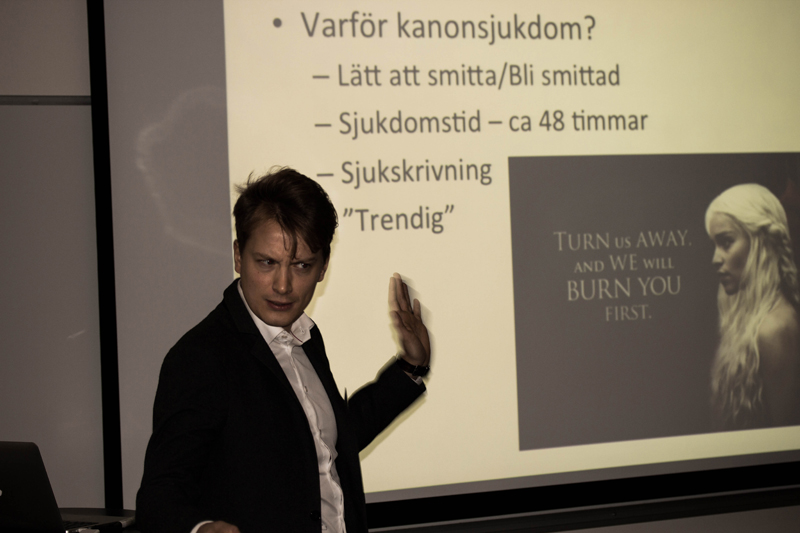 • Varför kanonsjukdom?
– Lätt att smitta/Bli smittad
– Sjukdomstid – ca 48 timmar
– Sjukskrivning
”Trendig”
TURN US AWAY,
AND WE WILL
BURN YOU
FIRST.